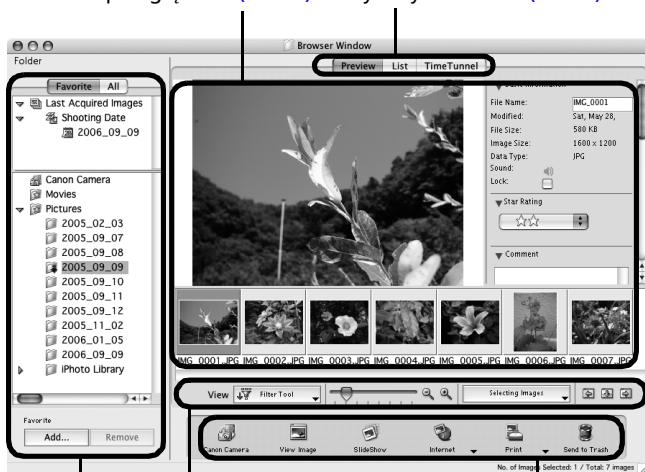 Browser Window
Folder
Preview List TimeTunnel
Favorite All
Last Acquired Images
Shooting Date
2006_09_09
Canon Camera
Movies
Pictures
2005_02_03
2005_09_07
2005_09_08
2005_09_09
2005_09_10
2005_09_11
2005_09_12
2005_11_02
2006_01_05
2006_09_09
iPhoto Library
Favorite
Add... Remove
Information
File Name: IMG_0001
Modified: Sat, May 28,
File Size: 580 KB
Image Size: 1600 x 1200
Data Type: JPG
Sound:
Lock:
Star Rating
Comment
IMG_0001.JPG IMG_0002.JPG IMG_0003.JPG IMG_0004.JPG IMG_0005.JPG IMG_0006.JPG IMG_0007.JPG
View Filter Tool Selecting Images
Canon Camera View Image SlideShow Internet Print Send to Trash
No. of Images Selected: 1 / Total: 7 images